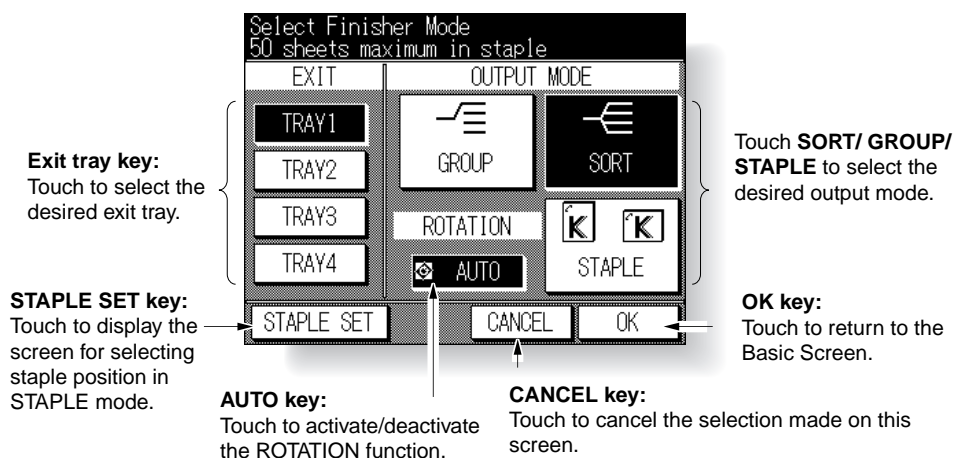 Select Finisher Mode
50 sheets maximum in staple
EXIT
OUTPUT MODE
TRAY1
TRAY2
TRAY3
TRAY4
GROUP
SORT
ROTATION
AUTO
K K
STAPLE
STAPLE SET
CANCEL
OK
Exit tray key:
Touch to select the
desired exit tray.
STAPLE SET key:
Touch to display the
screen for selecting
staple position in
STAPLE mode.
AUTO key:
Touch to activate/deactivate
the ROTATION function.
CANCEL key:
Touch to cancel the selection made on this
screen.
Touch SORT/ GROUP/
STAPLE to select the
desired output mode.
OK key:
Touch to return to the
Basic Screen.